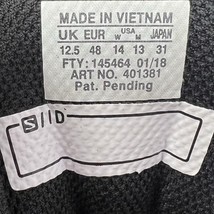 MADE IN VIETNAM
UK EUR USA JAPAN
W M
12.5 48 14 13 31
FTY: 145464 01/18
ART NO. 401381
Pat. Pending
S/ID